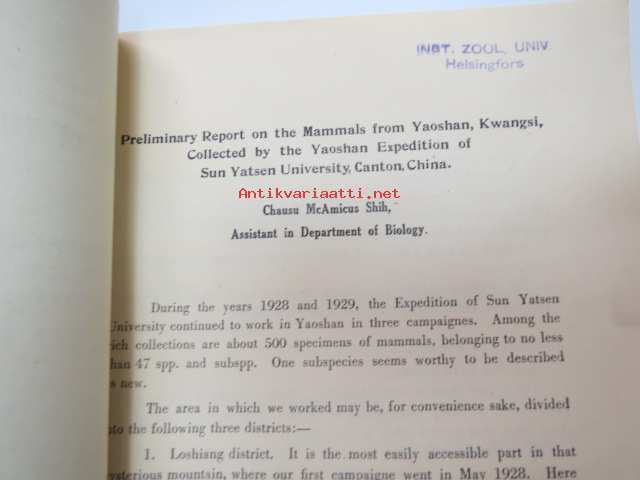 INST. ZOOL. UNIV.
Helsingfors
Preliminary Report on the Mammals from Yaoshan, Kwangsi,
Collected by the Yaoshan Expedition of
Sun Yatsen University, Canton, China.
Antikvariaatti.net
Chausu McAmicus Shih,
Assistant in Department of Biology.
During the years 1928 and 1929, the Expedition of Sun Yatsen
University continued to work in Yaoshan in three campaignes. Among the
rich collections are about 500 specimens of mammals, belonging to no less
than 47 spp. and subspp. One subspecies seems worthy to be described
as new.
The area in which we worked may be, for convenience sake, divided
into the following three districts:—
1. Loshiang district. It is the most easily accessible part in that
mysterious mountain, where our first campaigne went in May 1928. Here